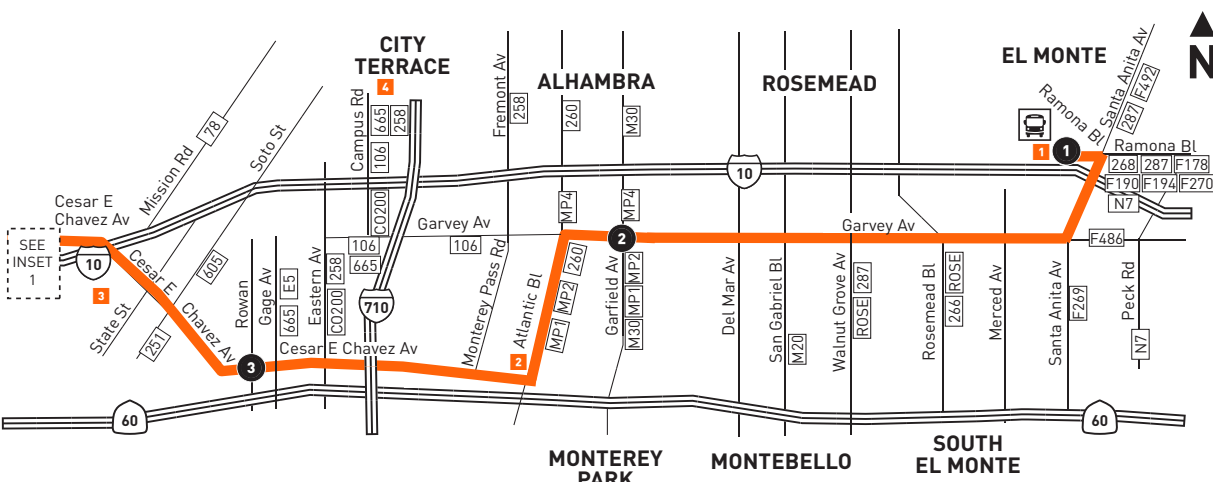 CITY
TERRACE
4
ALHAMBRA
ROSEMEAD
EL MONTE
N
Mission Rd
78
Soto St
Campus Rd
665
258
106
CO200
Fremont Av
258
260
M30
Ramona Bl
Santa Anita Av
287
F492
1
1
Ramona Bl
268
287
F178
F190
F194
F270
N7
10
Cesar E
Chavez Av
SEE
INSET
1
10
3
Cesar E
Chavez Av
State St
251
605
Rowan
Gage Av
665
E5
Eastern Av
CO200
258
106
665
710
Garvey Av
106
Monterey Pass Rd
MP4
MP4
Atlantic Bl
MP1
MP2
260
2
2
Garfield Av
M30
MP1
MP2
Garvey Av
F486
Del Mar Av
San Gabriel Bl
M20
Walnut Grove Av
ROSE
287
Rosemead Bl
266
ROSE
Merced Av
Santa Anita Av
F269
Peck Rd
N7
3
Cesar E Chavez Av
60
60
MONTEREY
PARK
MONTEBELLO
SOUTH
EL MONTE